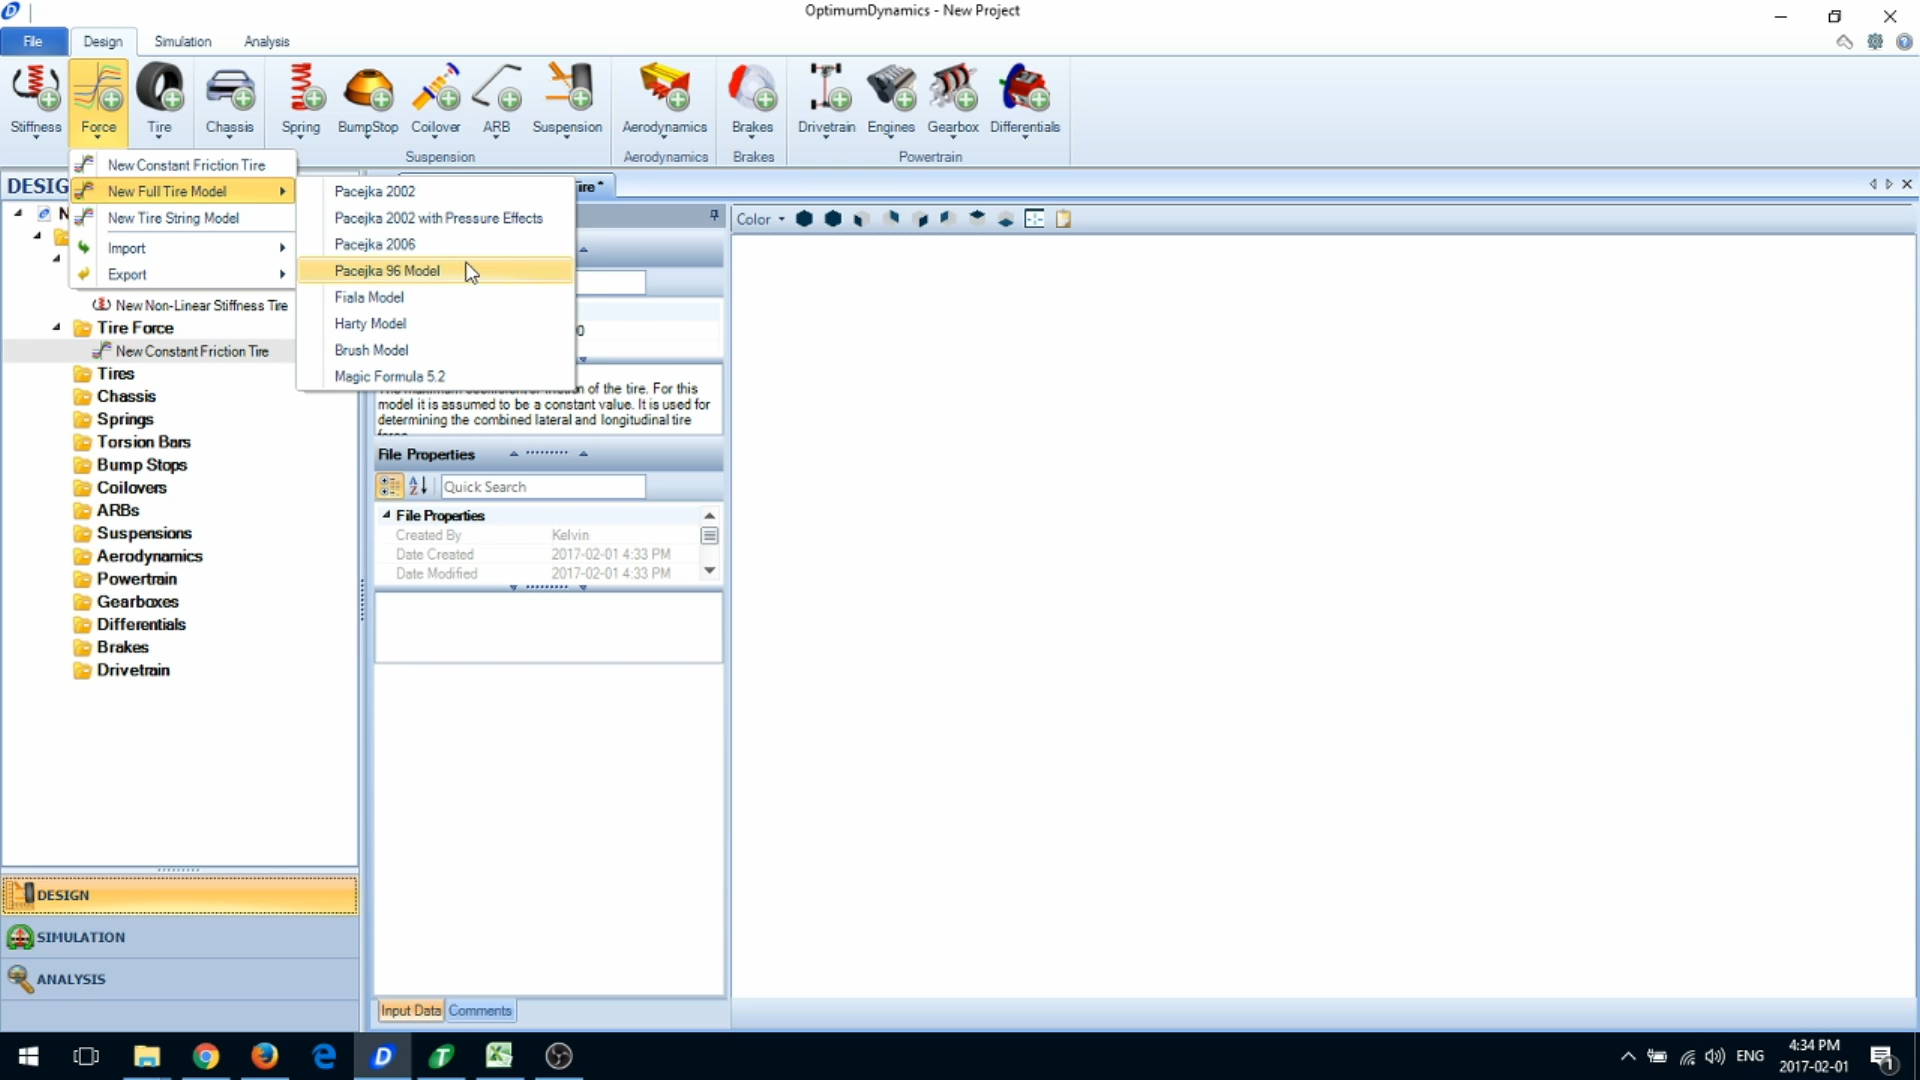 OptimumDynamics - New Project
File
Design
Simulation
Analysis
Stiffness
Force
Tire
Chassis
Spring
BumpStop
Coilover
ARB
Suspension
Aerodynamics
Brakes
Drivetrain
Engines
Gearbox
Differentials
Suspension
Aerodynamics
Brakes
Powertrain
New Constant Friction Tire
New Full Tire Model
New Tire String Model
Import
Export
Pacejka 2002
Pacejka 2002 with Pressure Effects
Pacejka 2006
Pacejka 96 Model
Fiala Model
Harty Model
Brush Model
Magic Formula 5.2
DESIG
N
ire *
Color
New Non-Linear Stiffness Tire
Tire Force
New Constant Friction Tire
Tires
Chassis
Springs
Torsion Bars
Bump Stops
Coilovers
ARBs
Suspensions
Aerodynamics
Powertrain
Gearboxes
Differentials
Brakes
Drivetrain
of the tire. For this
model it is assumed to be a constant value. It is used for
determining the combined lateral and longitudinal tire
File Properties
Quick Search
File Properties
Created By Kelvin
Date Created 2017-02-01 4:33 PM
Date Modified 2017-02-01 4:33 PM
DESIGN
SIMULATION
ANALYSIS
Input Data
Comments
ENG
4:34 PM
2017-02-01
1